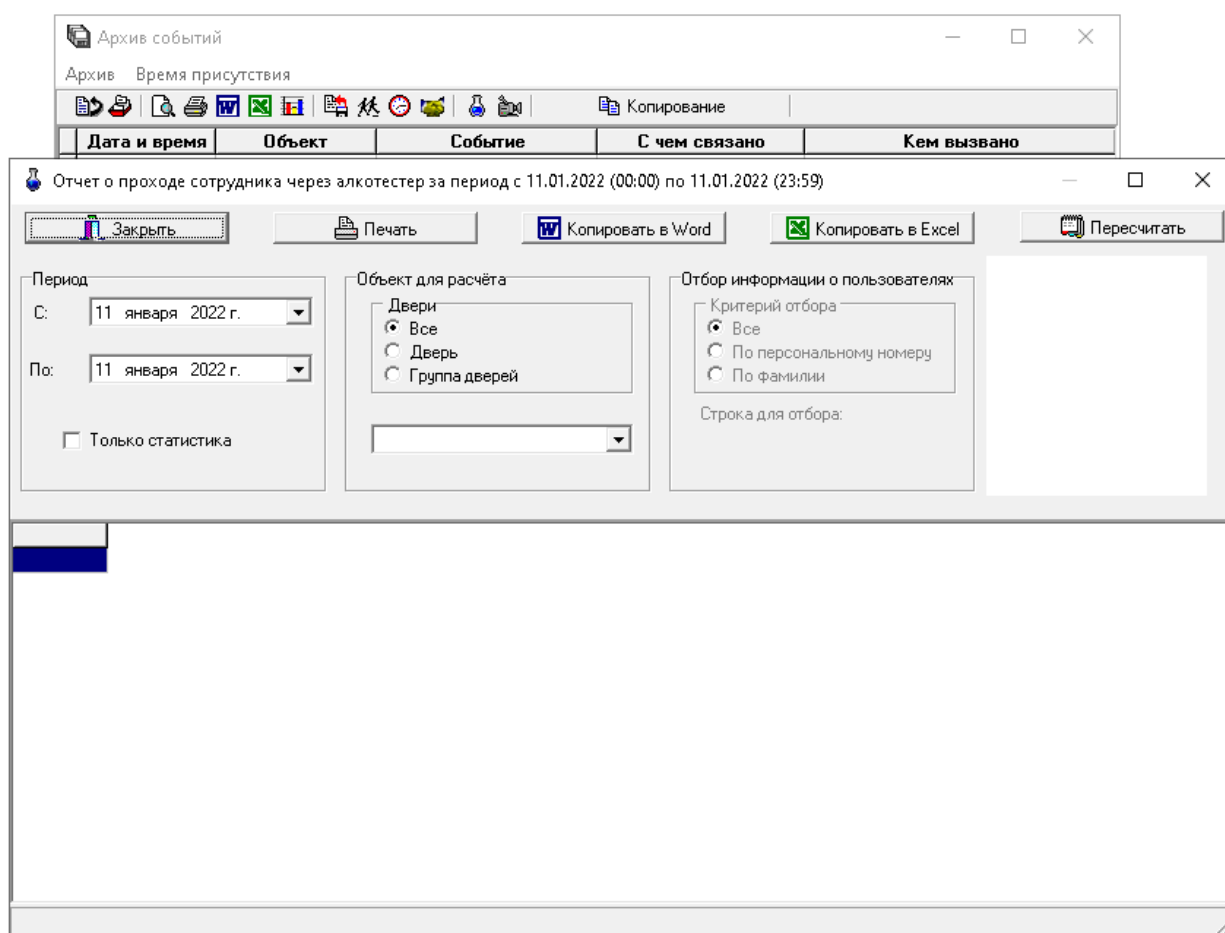 Архив событий
Архив Время присутствия
Копирование
Дата и время Объект Событие С чем связано Кем вызвано
Отчет о проходе сотрудника через алкотестер за период с 11.01.2022 (00:00) по 11.01.2022 (23:59)
Закрыть Печать Копировать в Word Копировать в Excel Пересчитать
Период Объект для расчёта Отбор информации о пользователях
Двери Критерий отбора
С: 11 января 2022 г. Все Все
Дверь По персональному номеру
По: 11 января 2022 г. Группа дверей По фамилии
Строка для отбора:
Только статистика